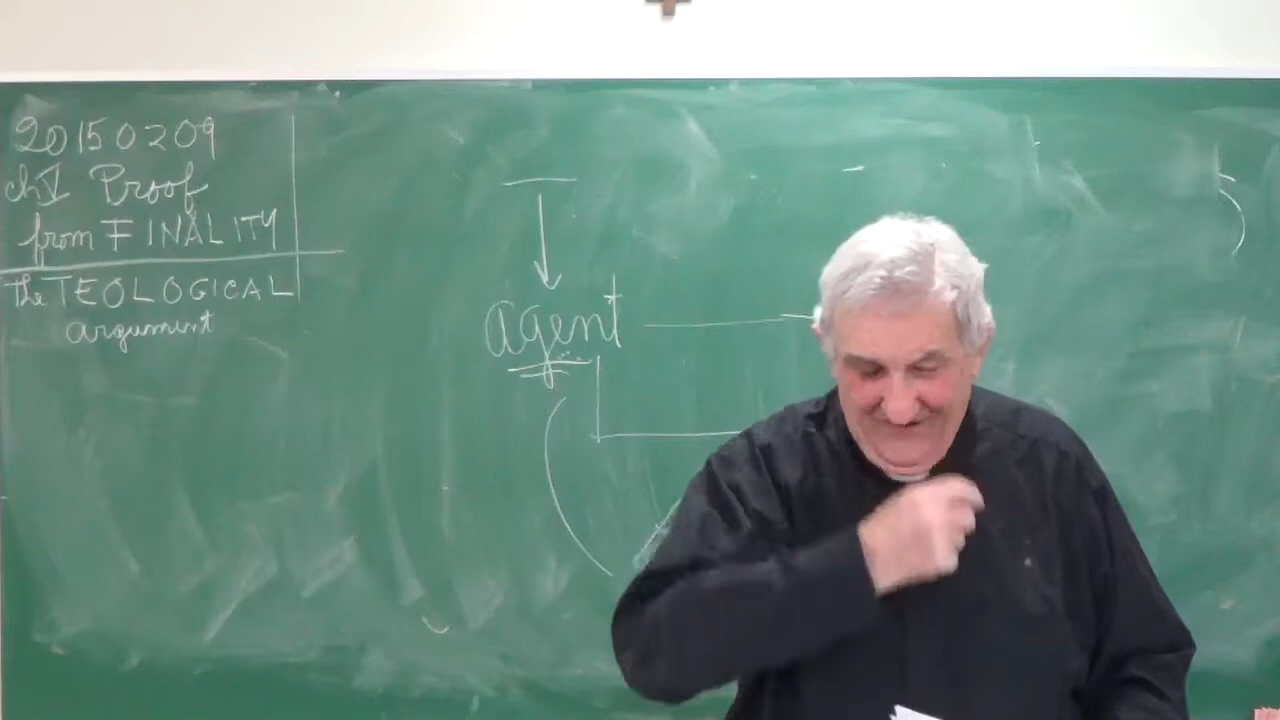 20150209
ch V Proof
from FINALITY
the TEOLOGICAL
argument
agent